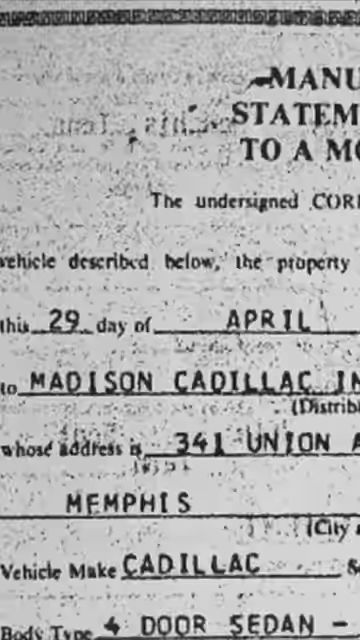 MANU
STATEM
TO A MO
The undersigned COR
vehicle described below, the property
this 29 day of APRIL
to MADISON CADILLAC IN
(Distrib
whose address is 341 UNION A
MEMPHIS
(City a
Vehicle Make CADILLAC S
Body Type 4 DOOR SEDAN -